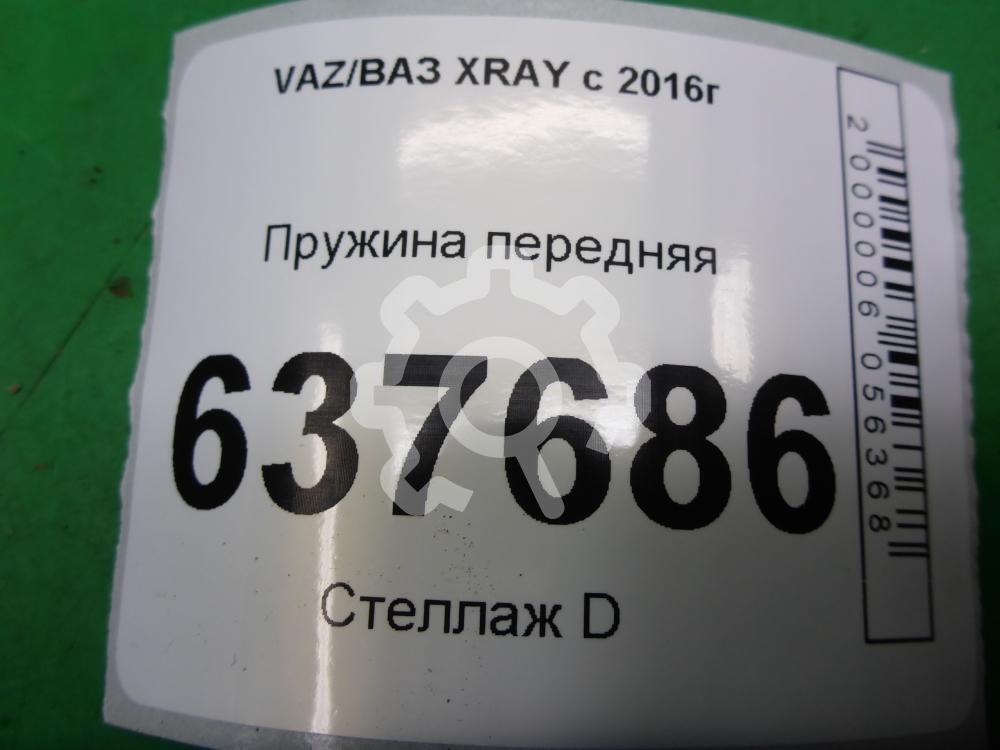 VAZ/ВАЗ XRAY с 2016г
Пружина передняя
637686
Стеллаж D
2000006056368